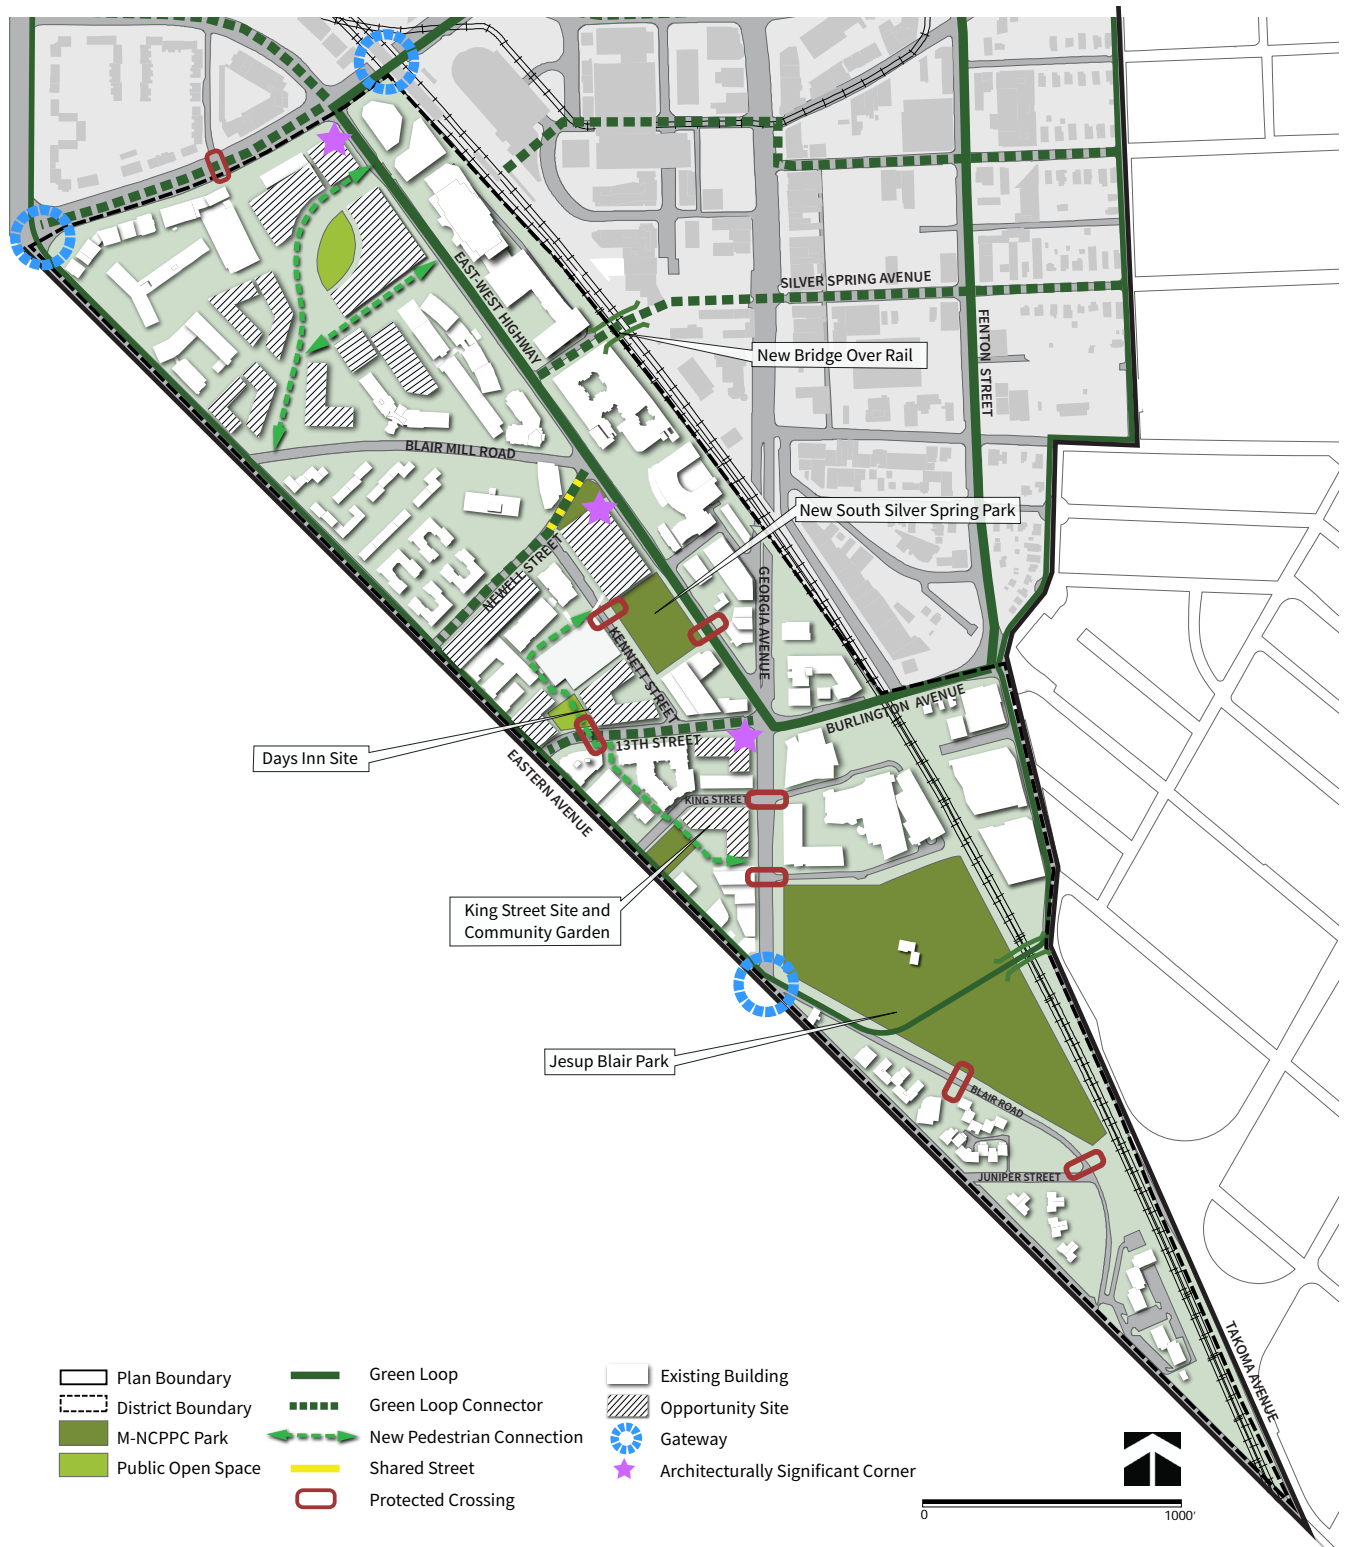 EAST-WEST HIGHWAY
SILVER SPRING AVENUE
FENTON STREET
New Bridge Over Rail
BLAIR MILL ROAD
New South Silver Spring Park
NEWELL STREET
GEORGIA AVENUE
KENNETT STREET
BURLINGTON AVENUE
13TH STREET
Days Inn Site
EASTERN AVENUE
KING STREET
King Street Site and
Community Garden
Jesup Blair Park
BLAIR ROAD
JUNIPER STREET
TAKOMA AVENUE
Plan Boundary
District Boundary
M-NCPPC Park
Public Open Space
Green Loop
Green Loop Connector
New Pedestrian Connection
Shared Street
Protected Crossing
Existing Building
Opportunity Site
Gateway
Architecturally Significant Corner
0 1000'